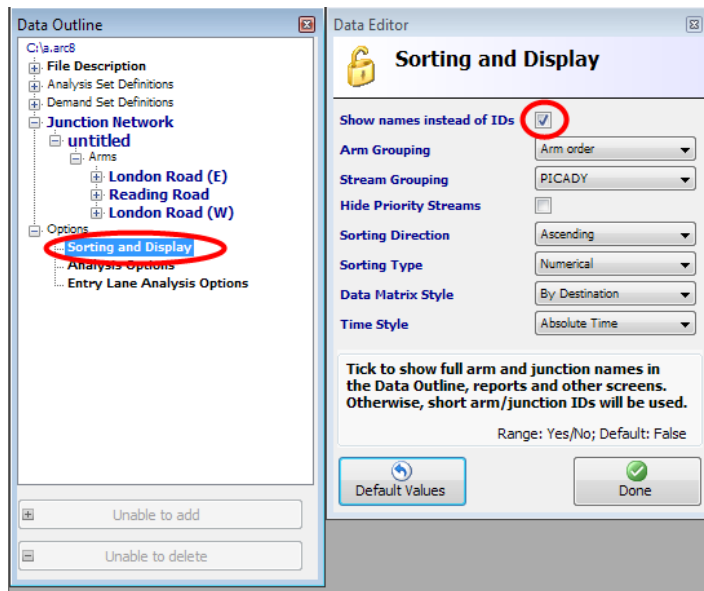 Data Outline
C:\a.arc8
File Description
Analysis Set Definitions
Demand Set Definitions
Junction Network
untitled
Arms
London Road (E)
Reading Road
London Road (W)
Options
Sorting and Display
Analysis Options
Entry Lane Analysis Options
Unable to add
Unable to delete
Data Editor
Sorting and Display
Show names instead of IDs
Arm Grouping Arm order
Stream Grouping PICADY
Hide Priority Streams
Sorting Direction Ascending
Sorting Type Numerical
Data Matrix Style By Destination
Time Style Absolute Time
Tick to show full arm and junction names in
the Data Outline, reports and other screens.
Otherwise, short arm/junction IDs will be used.
Range: Yes/No; Default: False
Default Values
Done